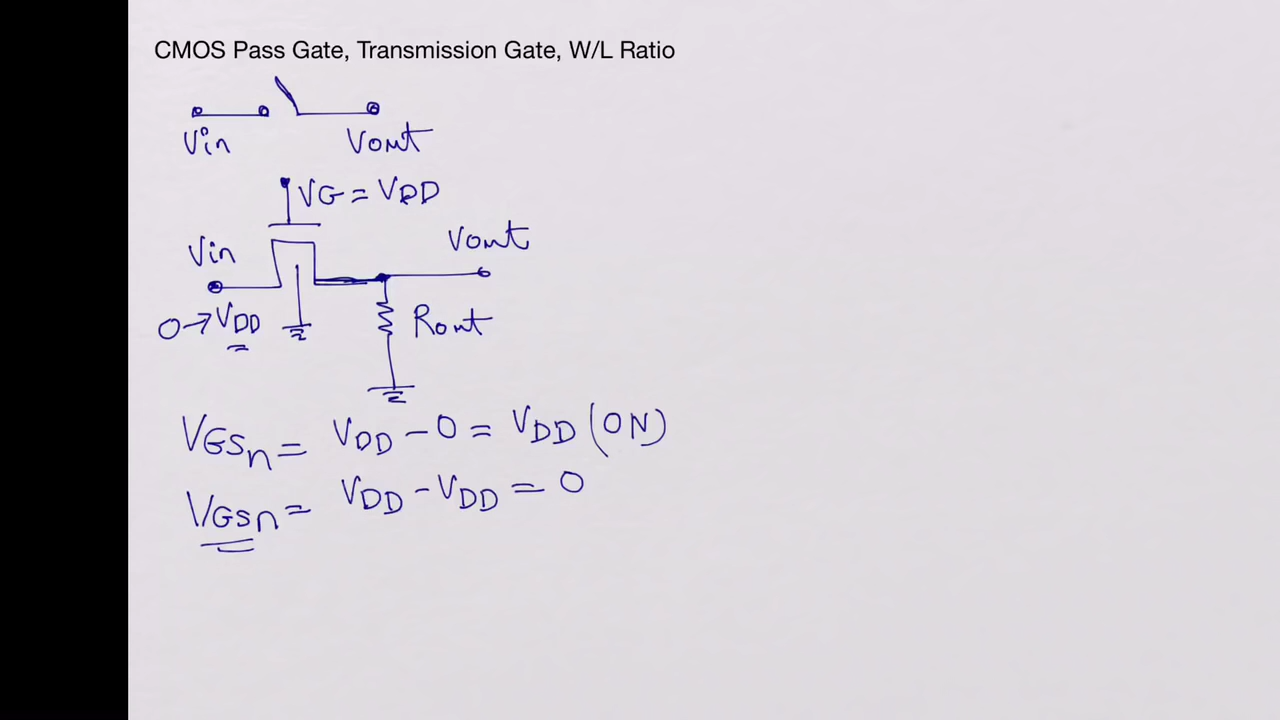 CMOS Pass Gate, Transmission Gate, W/L Ratio
Vin Vout
VG = VDD
Vin Vout
0→VDD Rout
VGSn = VDD - 0 = VDD (ON)
VGSn = VDD - VDD = 0